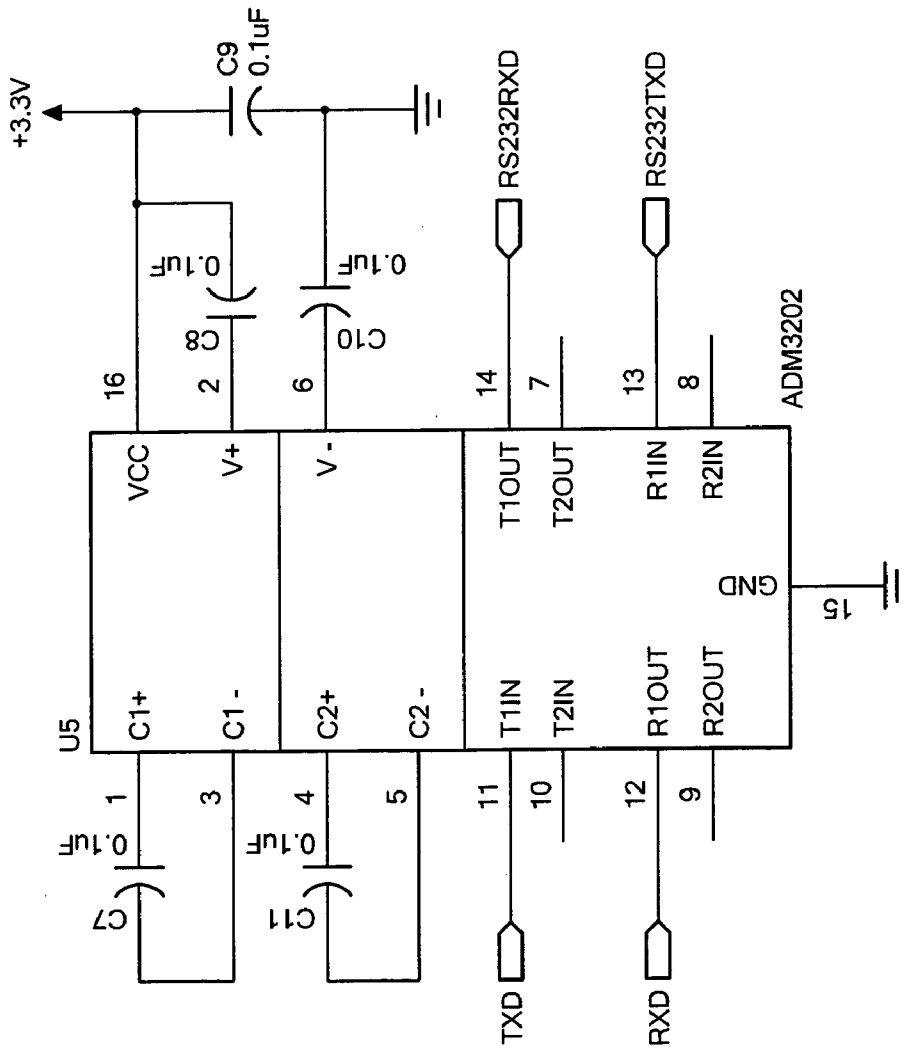 +3.3V
C9
0.1uF
0.1uF
C8
0.1uF
C10
16
2
6
RS232RXD
14
7
RS232TXD
13
8
ADM3202
U5
VCC
V+
V -
T1OUT
T2OUT
R1IN
R2IN
GND
15
C1+
C1 -
C2+
C2 -
T1IN
T2IN
R1OUT
R2OUT
1
3
4
5
11
10
12
9
0.1uF
C7
0.1uF
C11
TXD
RXD